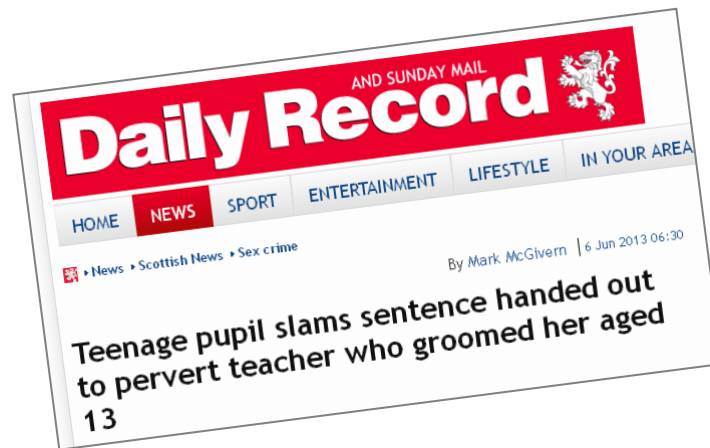 AND SUNDAY MAIL
Daily Record
HOME NEWS SPORT ENTERTAINMENT LIFESTYLE IN YOUR AREA
News Scottish News Sex crime
By Mark McGivern | 6 Jun 2013 06:30
Teenage pupil slams sentence handed out
to pervert teacher who groomed her aged
13